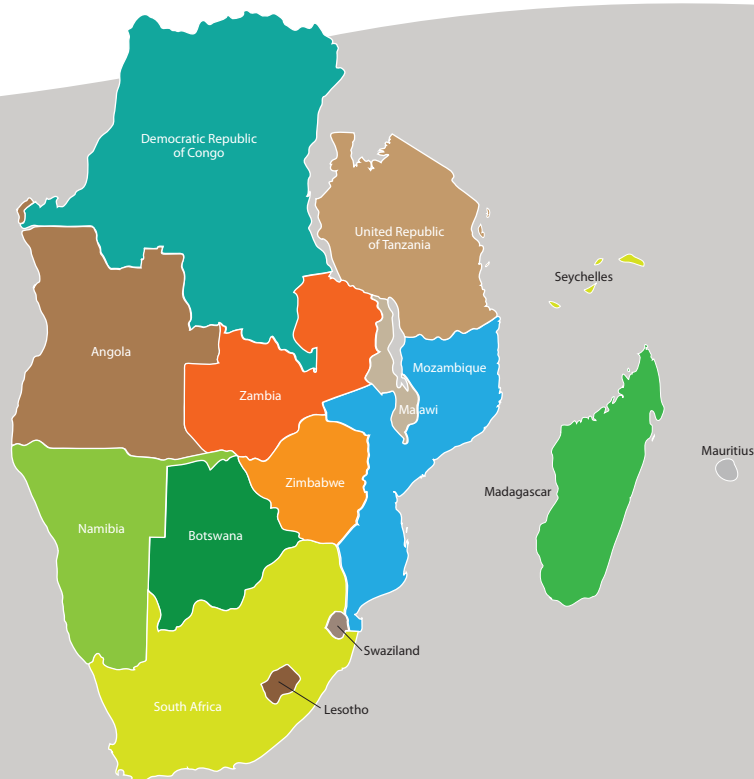 Democratic Republic
of Congo
United Republic
of Tanzania
Seychelles
Angola
Mozambique
Zambia
Malawi
Mauritius
Zimbabwe
Madagascar
Namibia
Botswana
Swaziland
South Africa
Lesotho